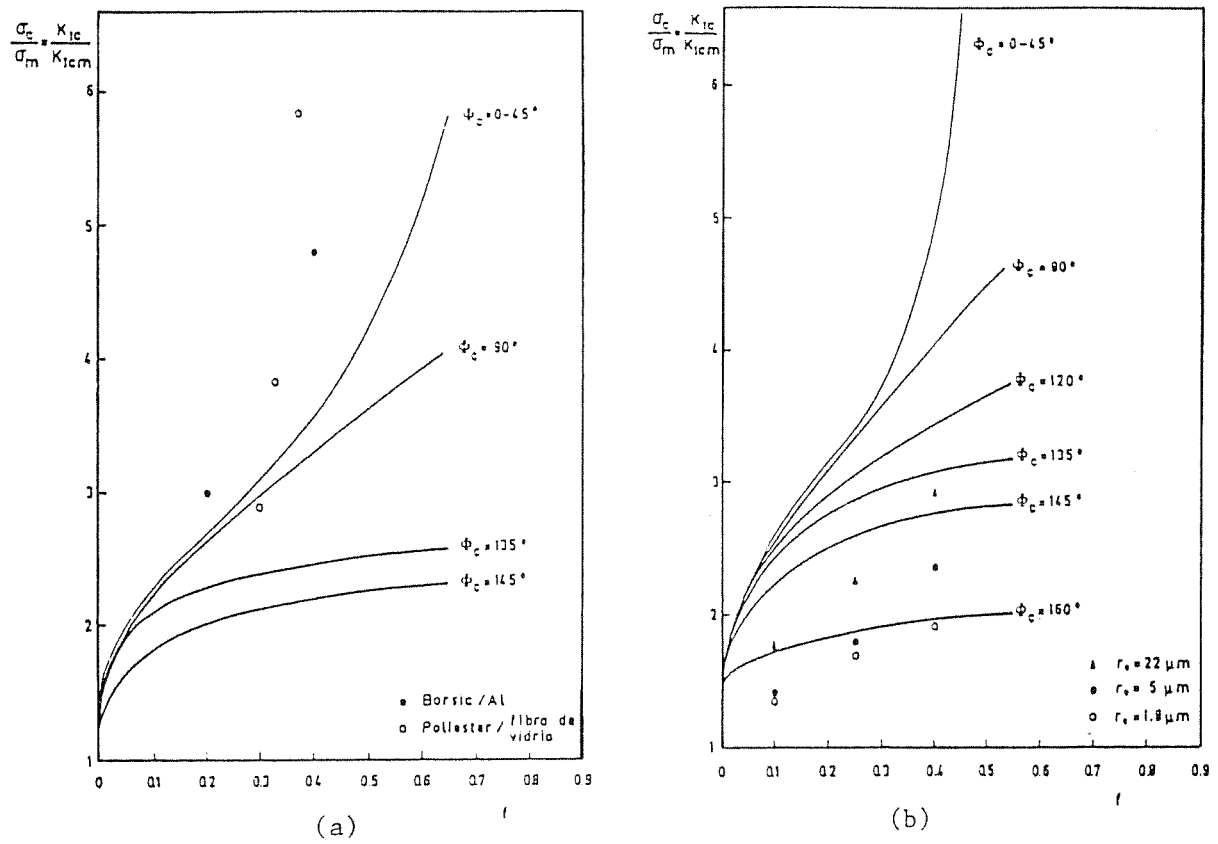 σc/σm = KIc/KIcm
6
5
4
3
2
1
0
0.1
0.2
0.3
0.4
0.5
0.6
0.7
0.8
0.9
f
Φc = 0-45°
Φc = 90°
Φc = 135°
Φc = 145°
• Borsic/Al
o Poliester/fibra de vidrio
(a)
σc/σm = KIc/KIcm
6
5
4
3
2
1
0
0.1
0.2
0.3
0.4
0.5
0.6
0.7
0.8
0.9
f
Φc = 0-45°
Φc = 90°
Φc = 120°
Φc = 135°
Φc = 145°
Φc = 160°
▲ r = 22 μm
• r = 5 μm
o r = 1.8 μm
(b)